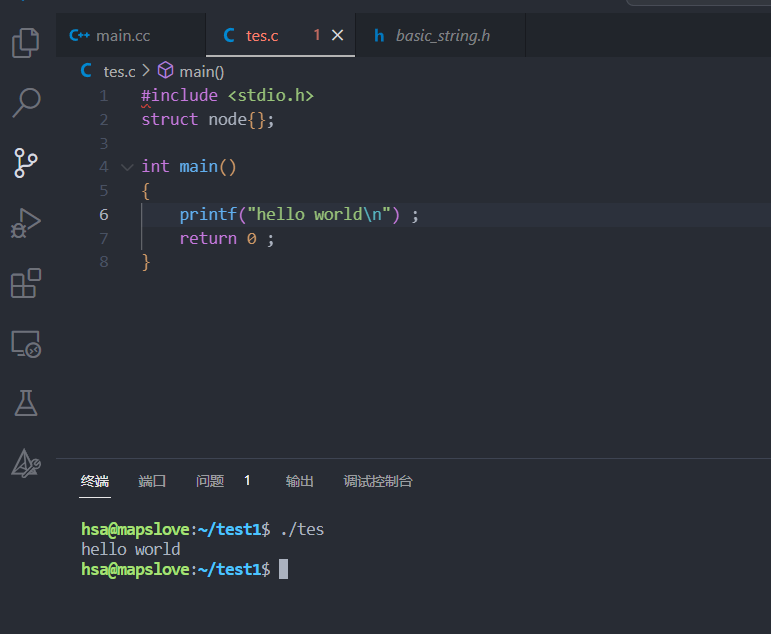 C++ main.cc C tes.c 1 × h basic_string.h
C tes.c > main()
1 #include <stdio.h>
2 struct node{};
3
4 int main()
5 {
6 printf("hello world\n") ;
7 return 0 ;
8 }
终端 端口 问题 1 输出 调试控制台
hsa@mapslove:~/test1$ ./tes
hello world
hsa@mapslove:~/test1$